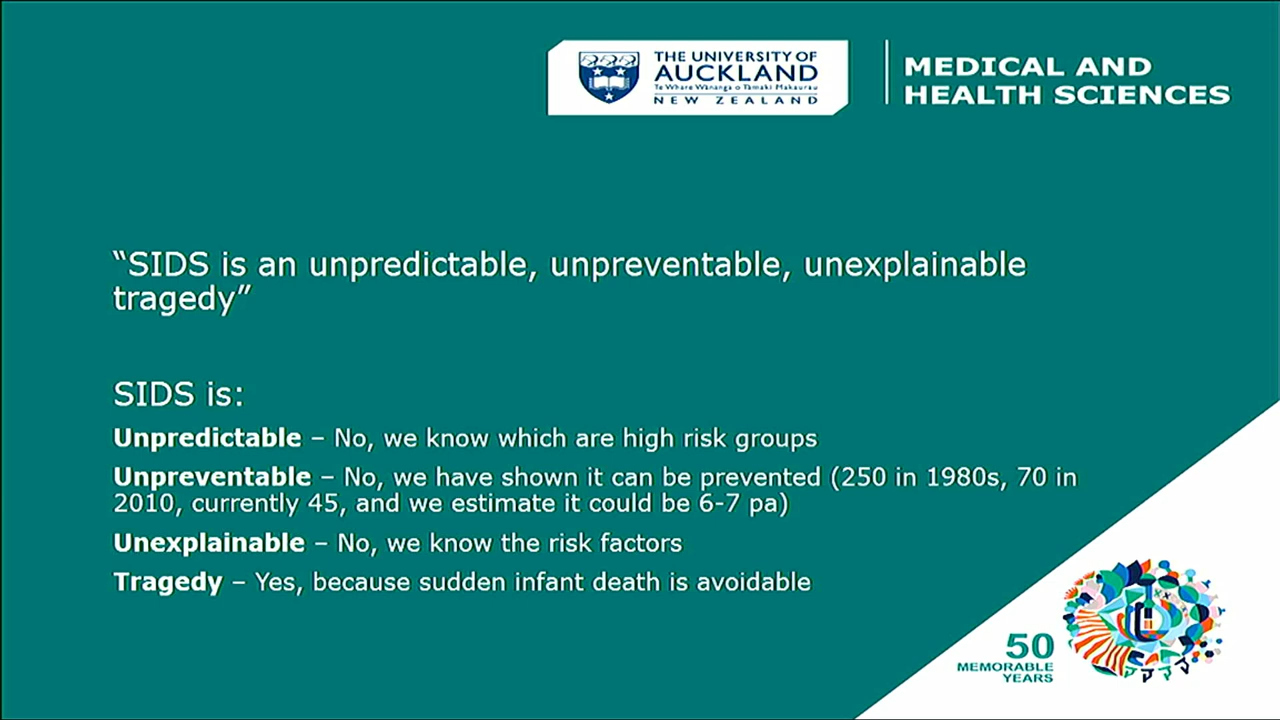 THE UNIVERSITY OF
AUCKLAND
Te Whare Wānanga o Tāmaki Makaurau
NEW ZEALAND
MEDICAL AND
HEALTH SCIENCES
“SIDS is an unpredictable, unpreventable, unexplainable
tragedy”
SIDS is:
Unpredictable – No, we know which are high risk groups
Unpreventable – No, we have shown it can be prevented (250 in 1980s, 70 in
2010, currently 45, and we estimate it could be 6-7 pa)
Unexplainable – No, we know the risk factors
Tragedy – Yes, because sudden infant death is avoidable
50
MEMORABLE
YEARS